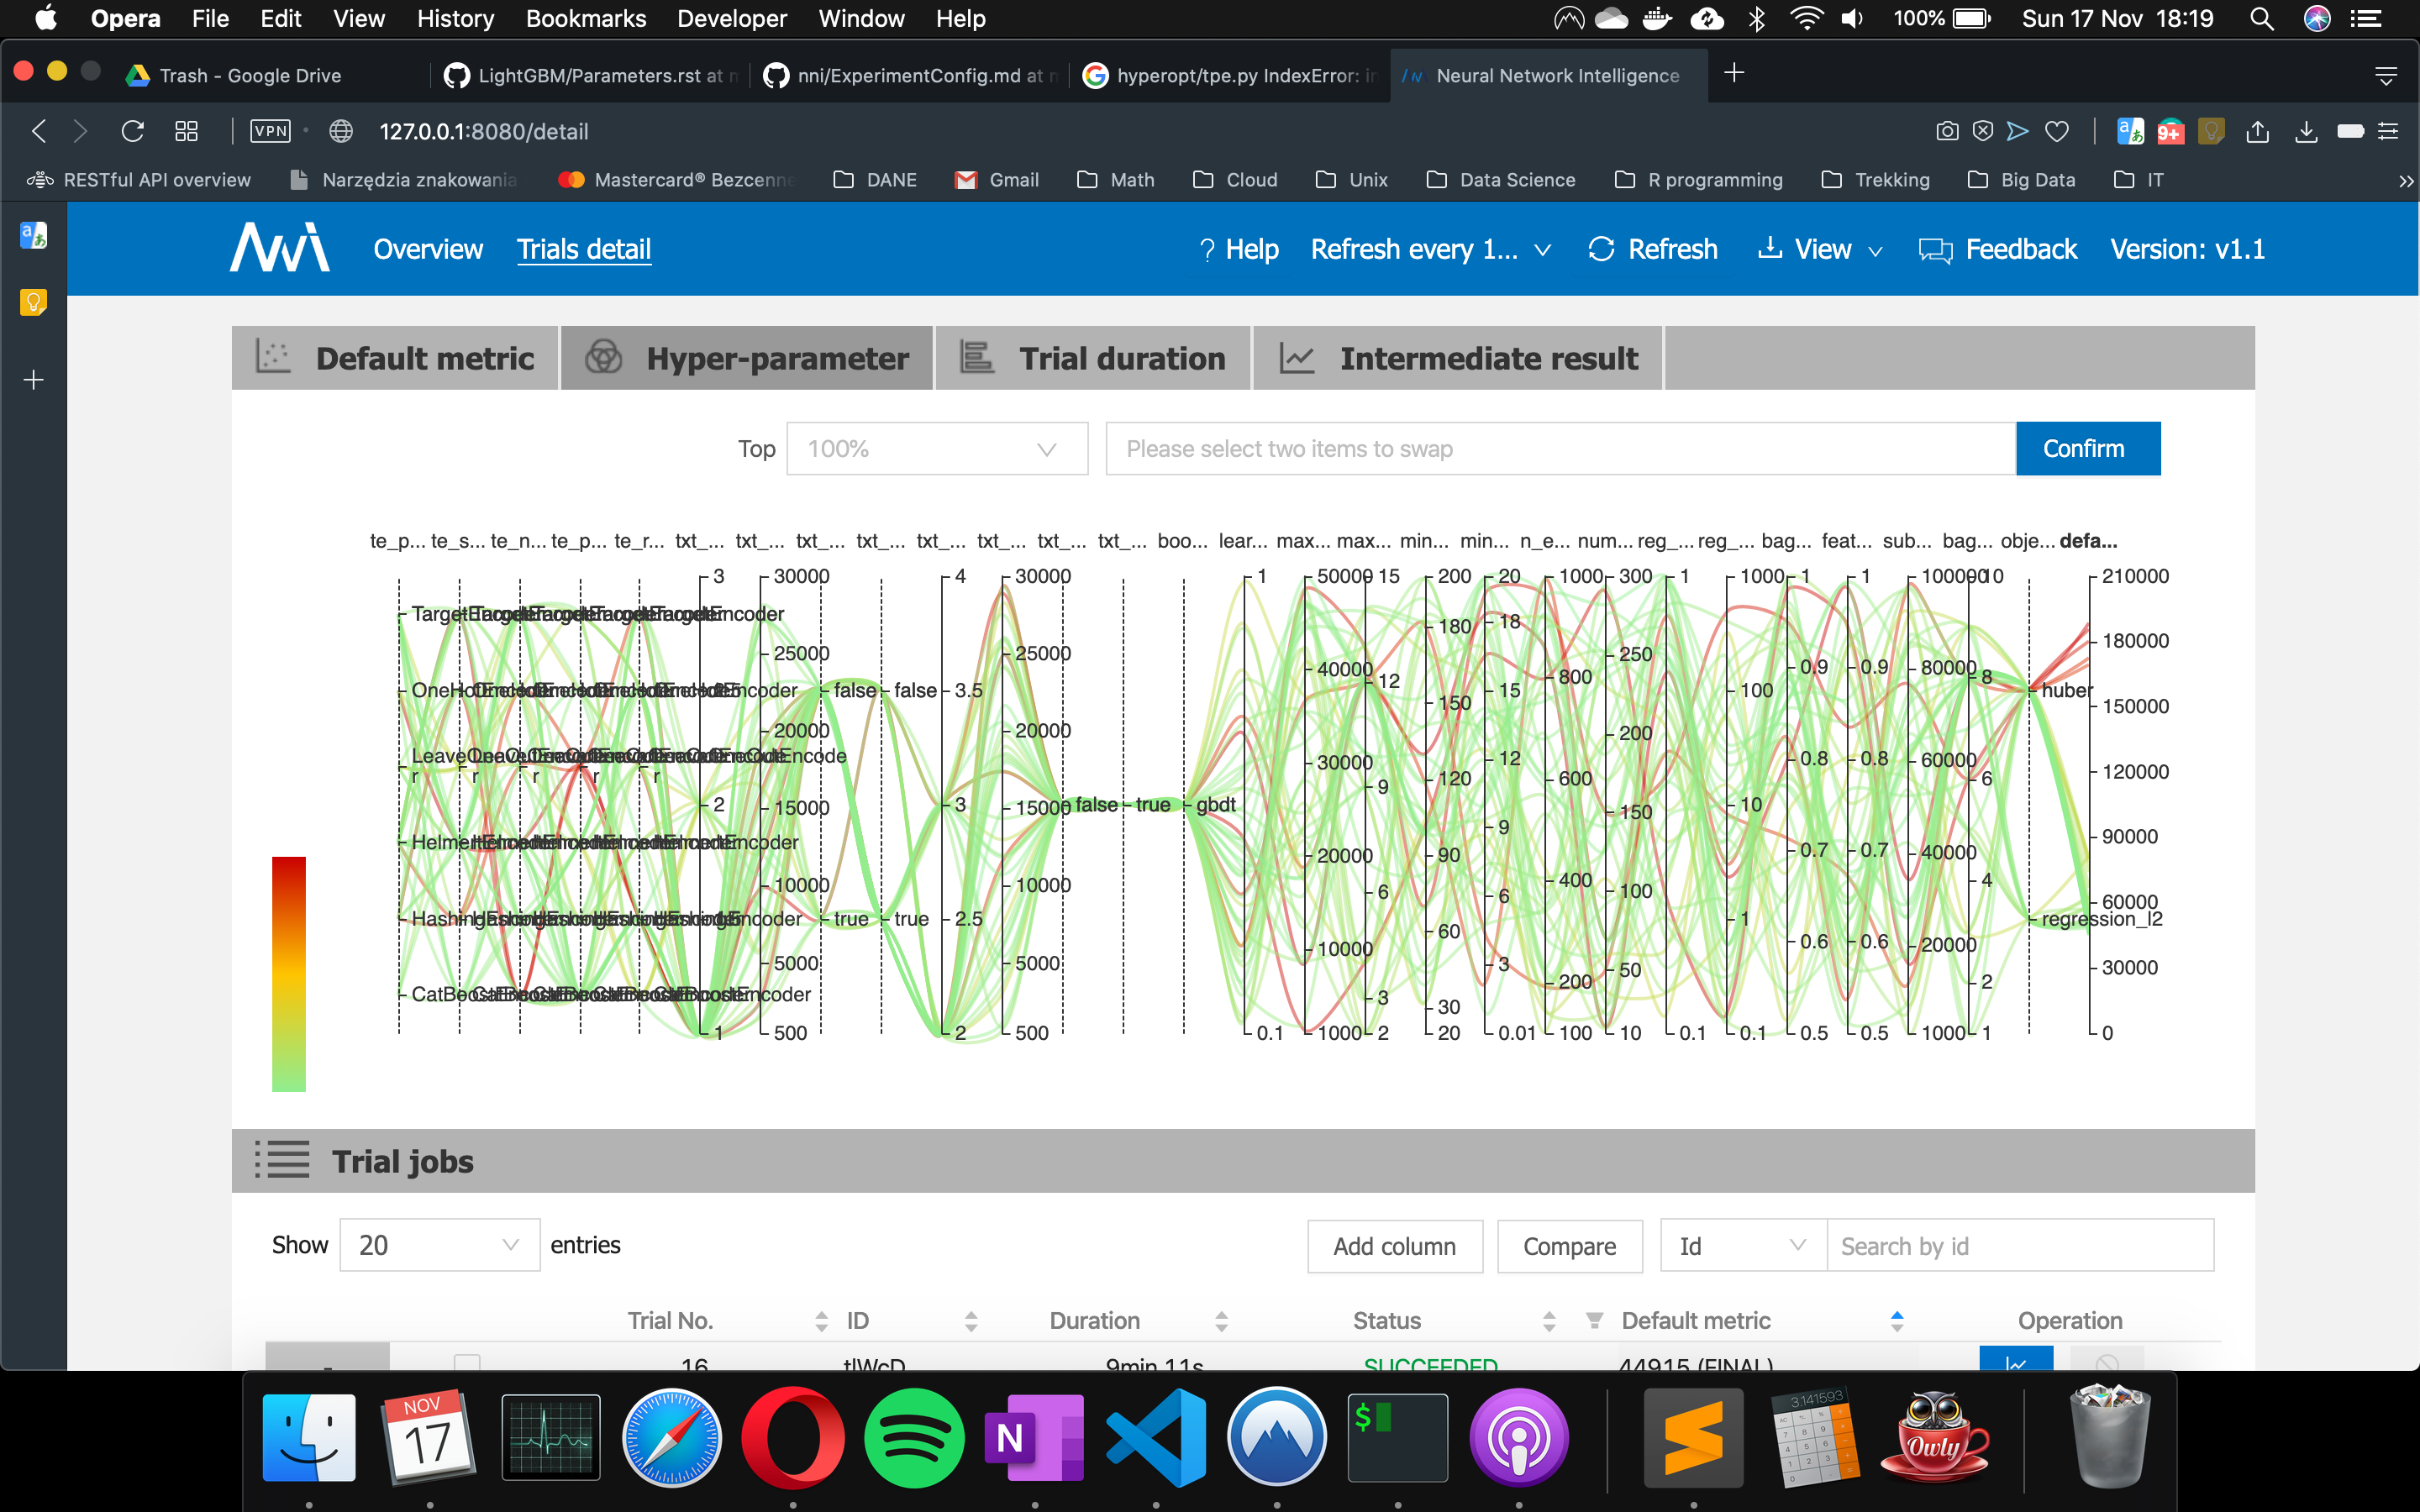 Opera File Edit View History Bookmarks Developer Window Help 100% Sun 17 Nov 18:19
Trash - Google Drive LightGBM/Parameters.rst at nni/ExperimentConfig.md at hyperopt/tpe.py IndexError: Neural Network Intelligence
VPN 127.0.0.1:8080/detail 9+
RESTful API overview Narzędzia znakowania Mastercard® Bezcenne DANE Gmail Math Cloud Unix Data Science R programming Trekking Big Data IT
Overview Trials detail ? Help Refresh every 1... Refresh View Feedback Version: v1.1
Default metric Hyper-parameter Trial duration Intermediate result
Top 100% Please select two items to swap Confirm
te_p... te_s... te_n... te_p... te_r... txt_... txt_... txt_... txt_... txt_... txt_... txt_... txt_... boo... lear... max... max... min... min... n_e... num... reg_... reg_... bag... feat... sub... bag... obje... defa...
3 30000 4 30000 1 50000 15 200 20 1000 300 1 1000 1 1 100000 10 210000
TargetEncoder
180 18 180000
25000 25000 250 0.9 0.9
40000 12 800 80000 8
OneHotEncoder false false 3.5 15 100 huber
150 150000
20000 20000 200
LeaveOneOutEncode
r
30000 12 0.8 0.8 60000 120000
120 600 6
2 15000 3 15000 false true gbdt 9 150 10
HelmertEncoder 9 90000
20000 90 0.7 0.7 40000
10000 10000 6 6 400 100 4
HashingEncoder true true 2.5 60 1 60000 regression_l2
10000 0.6 0.6 20000
5000 5000 3 50 30000
CatBoostEncoder 3 30 200 2
1 500 2 500 0.1 1000 2 20 0.01 100 10 0.1 0.1 0.5 0.5 1000 1 0
Trial jobs
Show 20 entries Add column Compare Id Search by id
Trial No. ID Duration Status Default metric Operation
16 tlWcD 9min 11s SUCCEEDED 44915 (FINAL)
NOV
17
N
$
3.141593
Owly